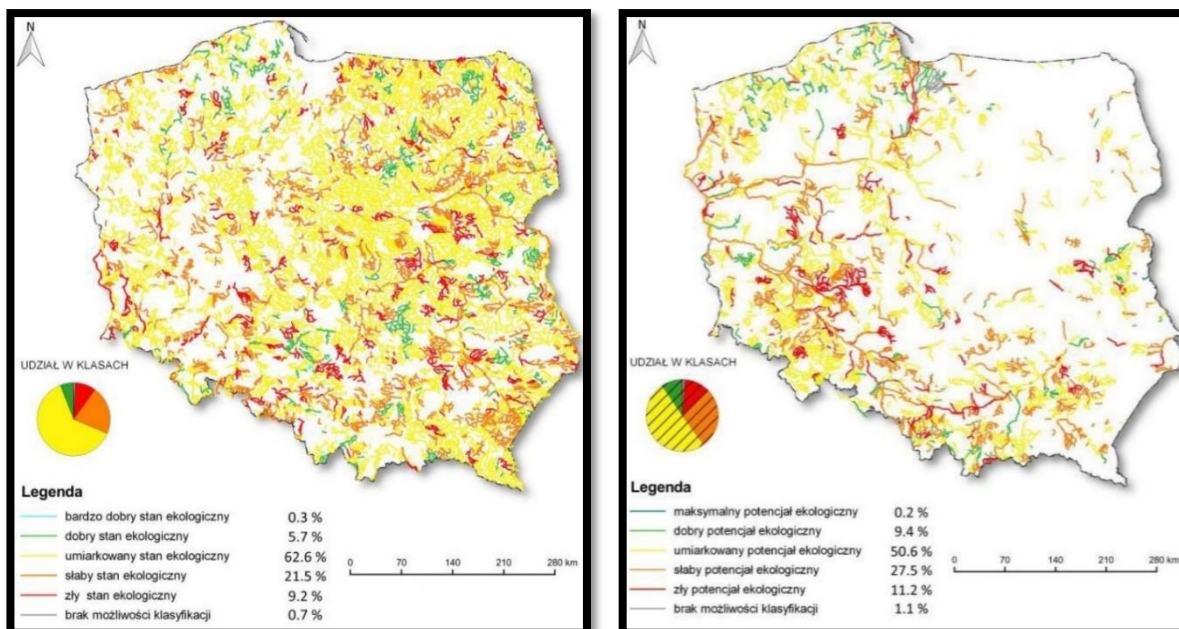 N
UDZIAŁ W KLASACH
Legenda
bardzo dobry stan ekologiczny 0.3 %
dobry stan ekologiczny 5.7 %
umiarkowany stan ekologiczny 62.6 %
słaby stan ekologiczny 21.5 %
zły stan ekologiczny 9.2 %
brak możliwości klasyfikacji 0.7 %
0 70 140 210 280 km
N
UDZIAŁ W KLASACH
Legenda
maksymalny potencjał ekologiczny 0.2 %
dobry potencjał ekologiczny 9.4 %
umiarkowany potencjał ekologiczny 50.6 %
słaby potencjał ekologiczny 27.5 %
zły potencjał ekologiczny 11.2 %
brak możliwości klasyfikacji 1.1 %
0 70 140 210 280 km